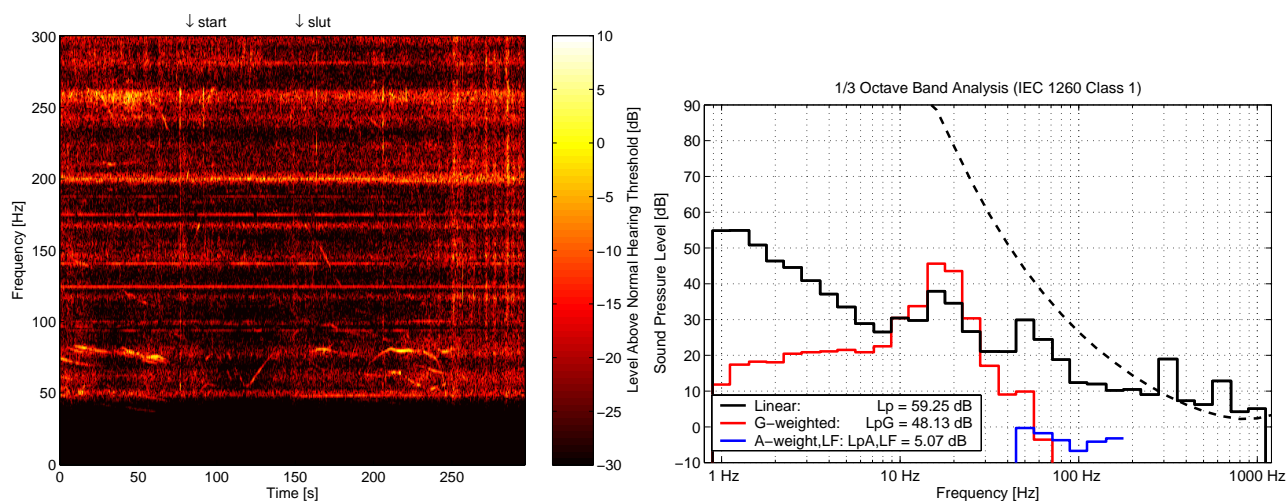 ↓ start
↓ slut
300
250
200
150
100
50
0
Frequency [Hz]
0
50
100
150
200
250
Time [s]
10
5
0
−5
−10
−15
−20
−25
−30
Level Above Normal Hearing Threshold [dB]
1/3 Octave Band Analysis (IEC 1260 Class 1)
90
80
70
60
50
40
30
20
10
0
−10
Sound Pressure Level [dB]
Linear: Lp = 59.25 dB
G-weighted: LpG = 48.13 dB
A-weight,LF: LpA,LF = 5.07 dB
1 Hz
10 Hz
100 Hz
1000 Hz
Frequency [Hz]